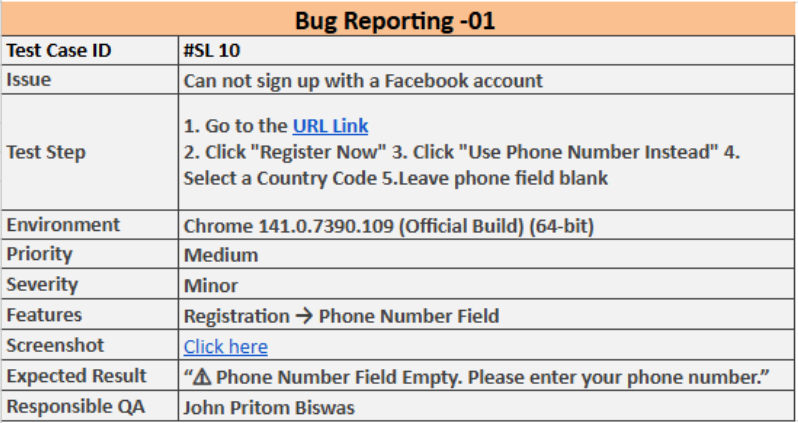 Bug Reporting -01
Test Case ID #SL 10
Issue Can not sign up with a Facebook account
Test Step
1. Go to the URL Link
2. Click "Register Now" 3. Click "Use Phone Number Instead" 4.
Select a Country Code 5.Leave phone field blank
Environment Chrome 141.0.7390.109 (Official Build) (64-bit)
Priority Medium
Severity Minor
Features Registration → Phone Number Field
Screenshot Click here
Expected Result “⚠ Phone Number Field Empty. Please enter your phone number.”
Responsible QA John Pritom Biswas